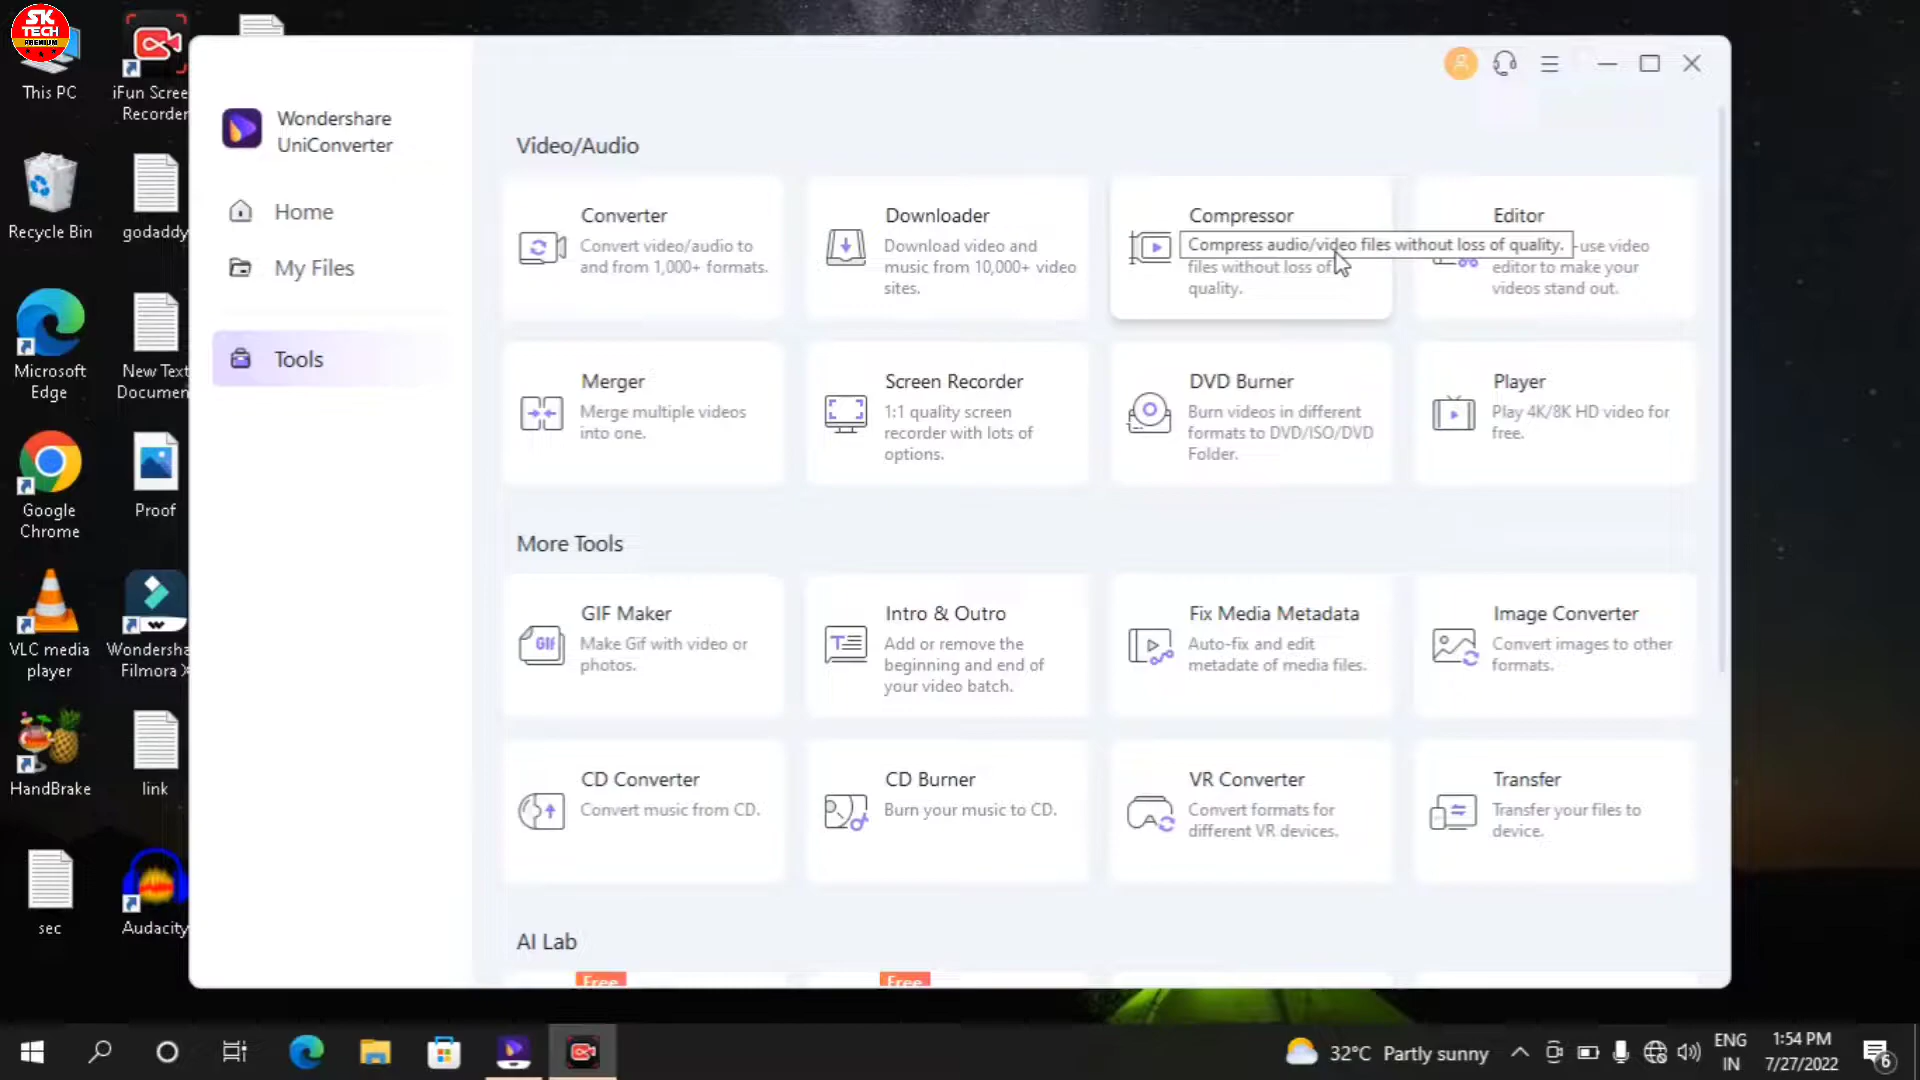 SK
TECH
PREMIUM
This PC
iFun Scree
Recorder
Recycle Bin
godaddy
Microsoft
Edge
New Text
Documen
Google
Chrome
Proof
VLC media
player
Wondersha
Filmora X
HandBrake
link
sec
Audacity
Wondershare
UniConverter
Home
My Files
Tools
Video/Audio
Converter
Convert video/audio to
and from 1,000+ formats.
Downloader
Download video and
music from 10,000+ video
sites.
Compressor
Compress audio/video files without loss of quality.
files without loss of
quality.
Editor
-use video
editor to make your
videos stand out.
Merger
Merge multiple videos
into one.
Screen Recorder
1:1 quality screen
recorder with lots of
options.
DVD Burner
Burn videos in different
formats to DVD/ISO/DVD
Folder.
Player
Play 4K/8K HD video for
free.
More Tools
GIF Maker
GIF
Make Gif with video or
photos.
Intro & Outro
Add or remove the
beginning and end of
your video batch.
Fix Media Metadata
Auto-fix and edit
metadata of media files.
Image Converter
Convert images to other
formats.
CD Converter
Convert music from CD.
CD Burner
Burn your music to CD.
VR Converter
Convert formats for
different VR devices.
Transfer
Transfer your files to
device.
AI Lab
Free
Free
32°C Partly sunny
ENG
IN
1:54 PM
7/27/2022
6